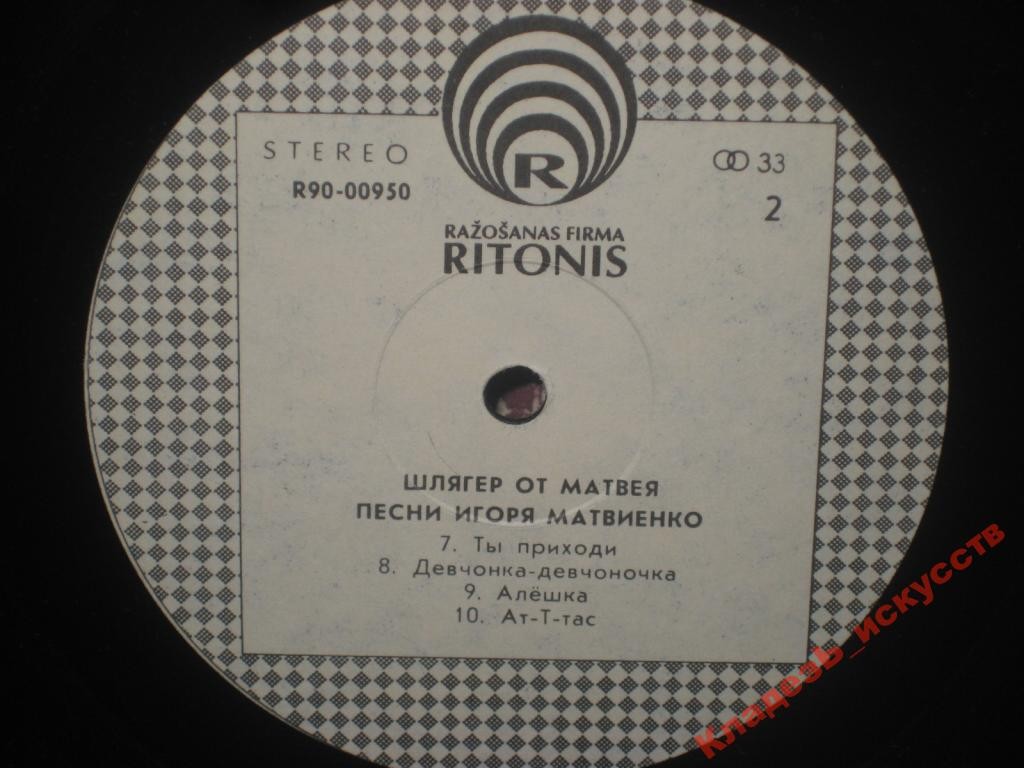 STEREO
R90-00950
R
33
2
RAŽOŠANAS FIRMA
RITONIS
ШЛЯГЕР ОТ МАТВЕЯ
ПЕСНИ ИГОРЯ МАТВИЕНКО
7. Ты приходи
8. Девчонка-девчоночка
9. Алёшка
10. Ат-Т-тас
Кладезь_искусств